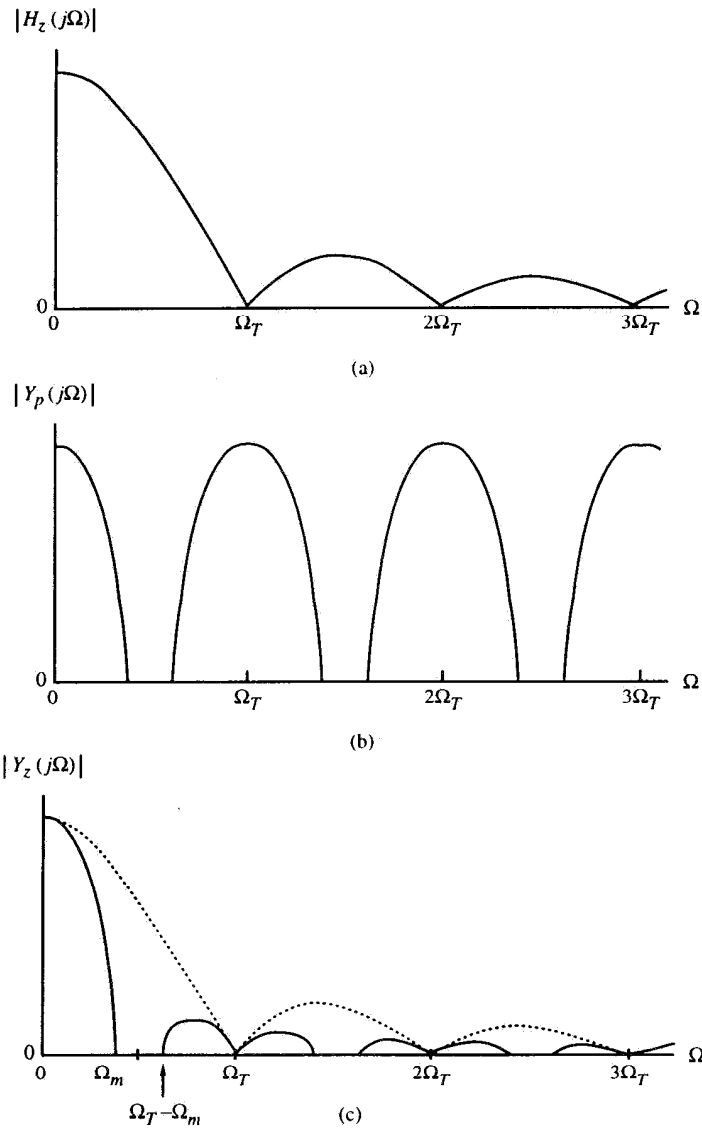 |H_z(jΩ)|
0
0 Ω_T 2Ω_T 3Ω_T Ω
(a)
|Y_p(jΩ)|
0
0 Ω_T 2Ω_T 3Ω_T Ω
(b)
|Y_z(jΩ)|
0
0 Ω_m Ω_T 2Ω_T 3Ω_T Ω
Ω_T−Ω_m
(c)